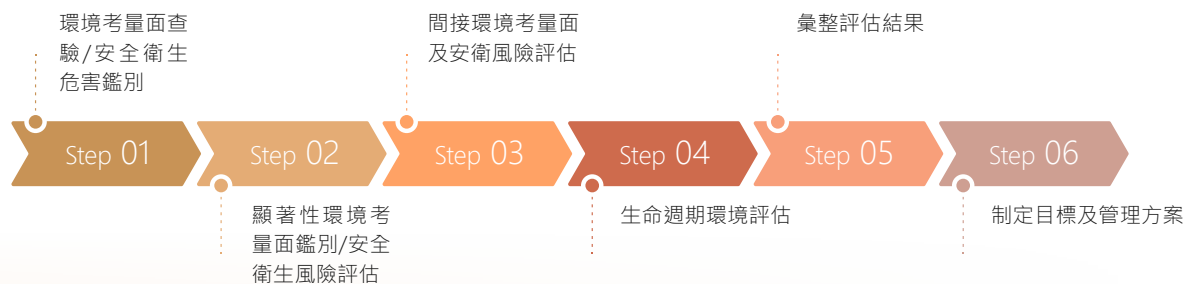 環境考量面查
驗/安全衛生
危害鑑別
間接環境考量面
及安衛風險評估
彙整評估結果
Step 01
Step 02
Step 03
Step 04
Step 05
Step 06
顯著性環境考
量面鑑別/安全
衛生風險評估
生命週期環境評估
制定目標及管理方案